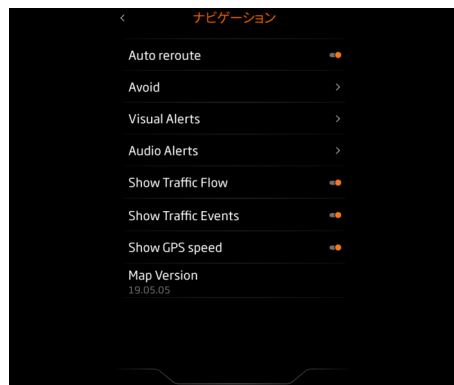 ナビゲーション
Auto reroute
Avoid
Visual Alerts
Audio Alerts
Show Traffic Flow
Show Traffic Events
Show GPS speed
Map Version
19.05.05